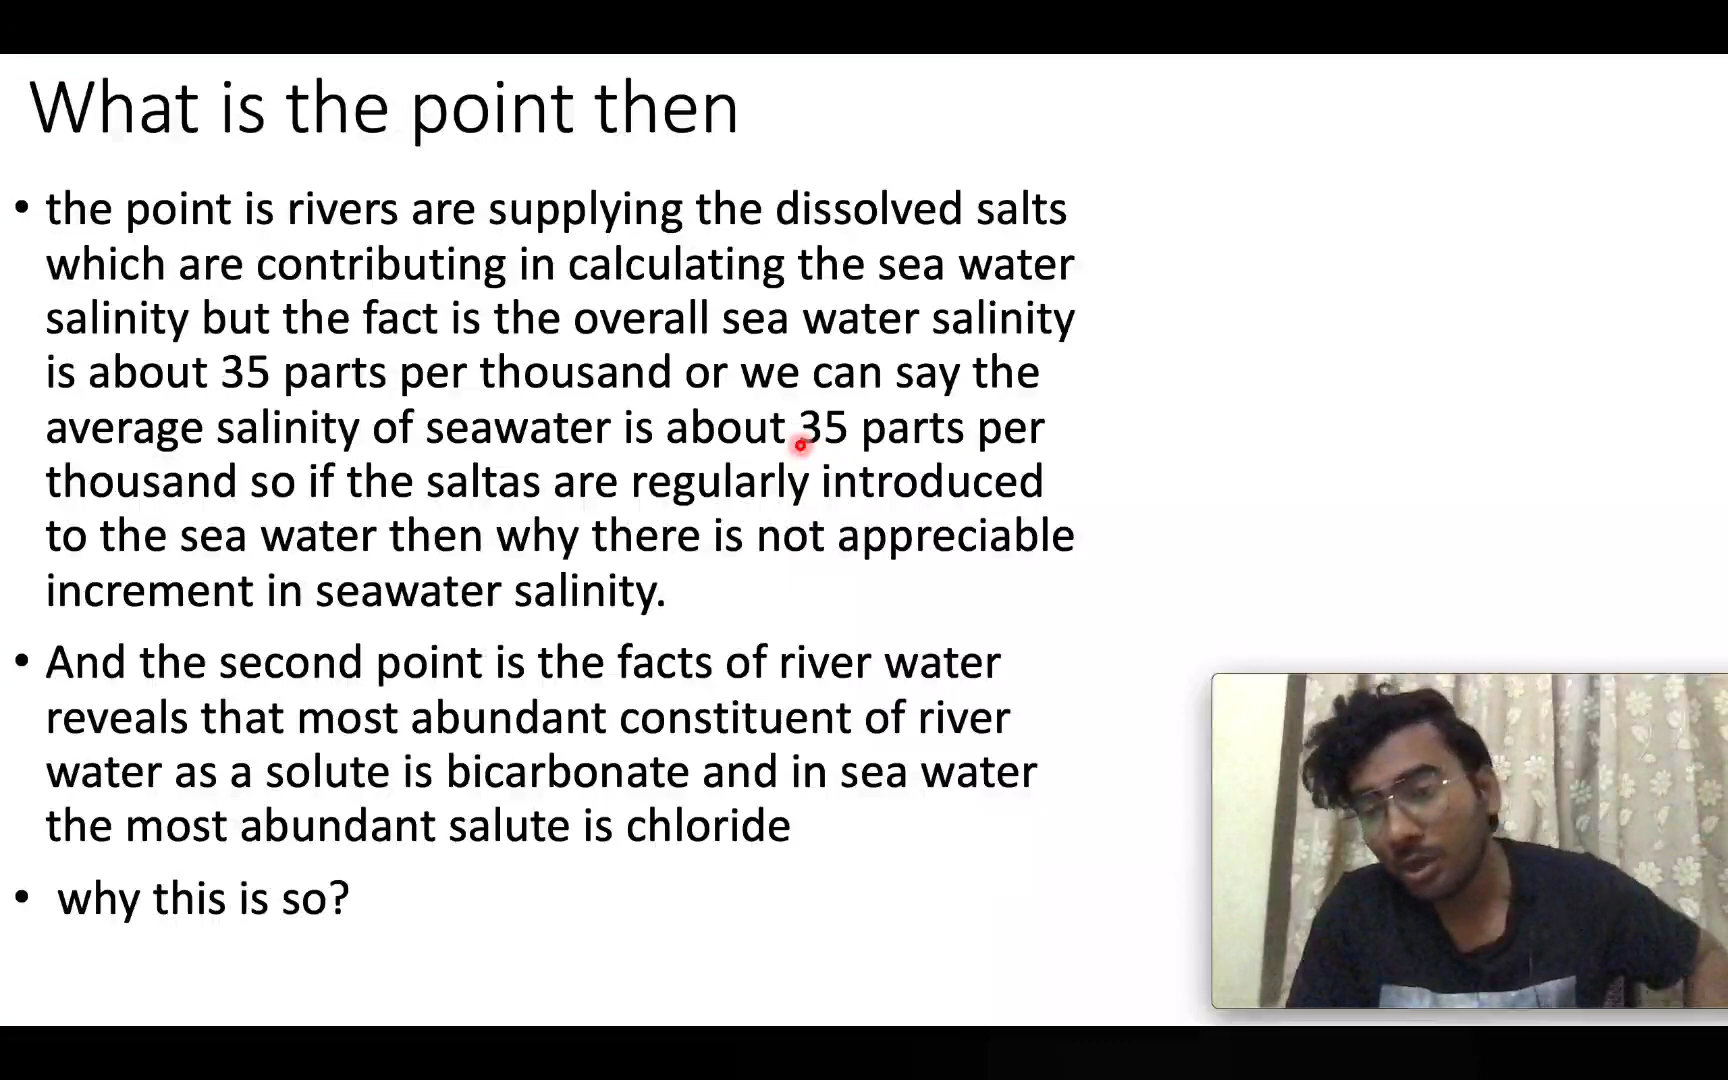 What is the point then
• the point is rivers are supplying the dissolved salts
which are contributing in calculating the sea water
salinity but the fact is the overall sea water salinity
is about 35 parts per thousand or we can say the
average salinity of seawater is about 35 parts per
thousand so if the saltas are regularly introduced
to the sea water then why there is not appreciable
increment in seawater salinity.
• And the second point is the facts of river water
reveals that most abundant constituent of river
water as a solute is bicarbonate and in sea water
the most abundant salute is chloride
• why this is so?